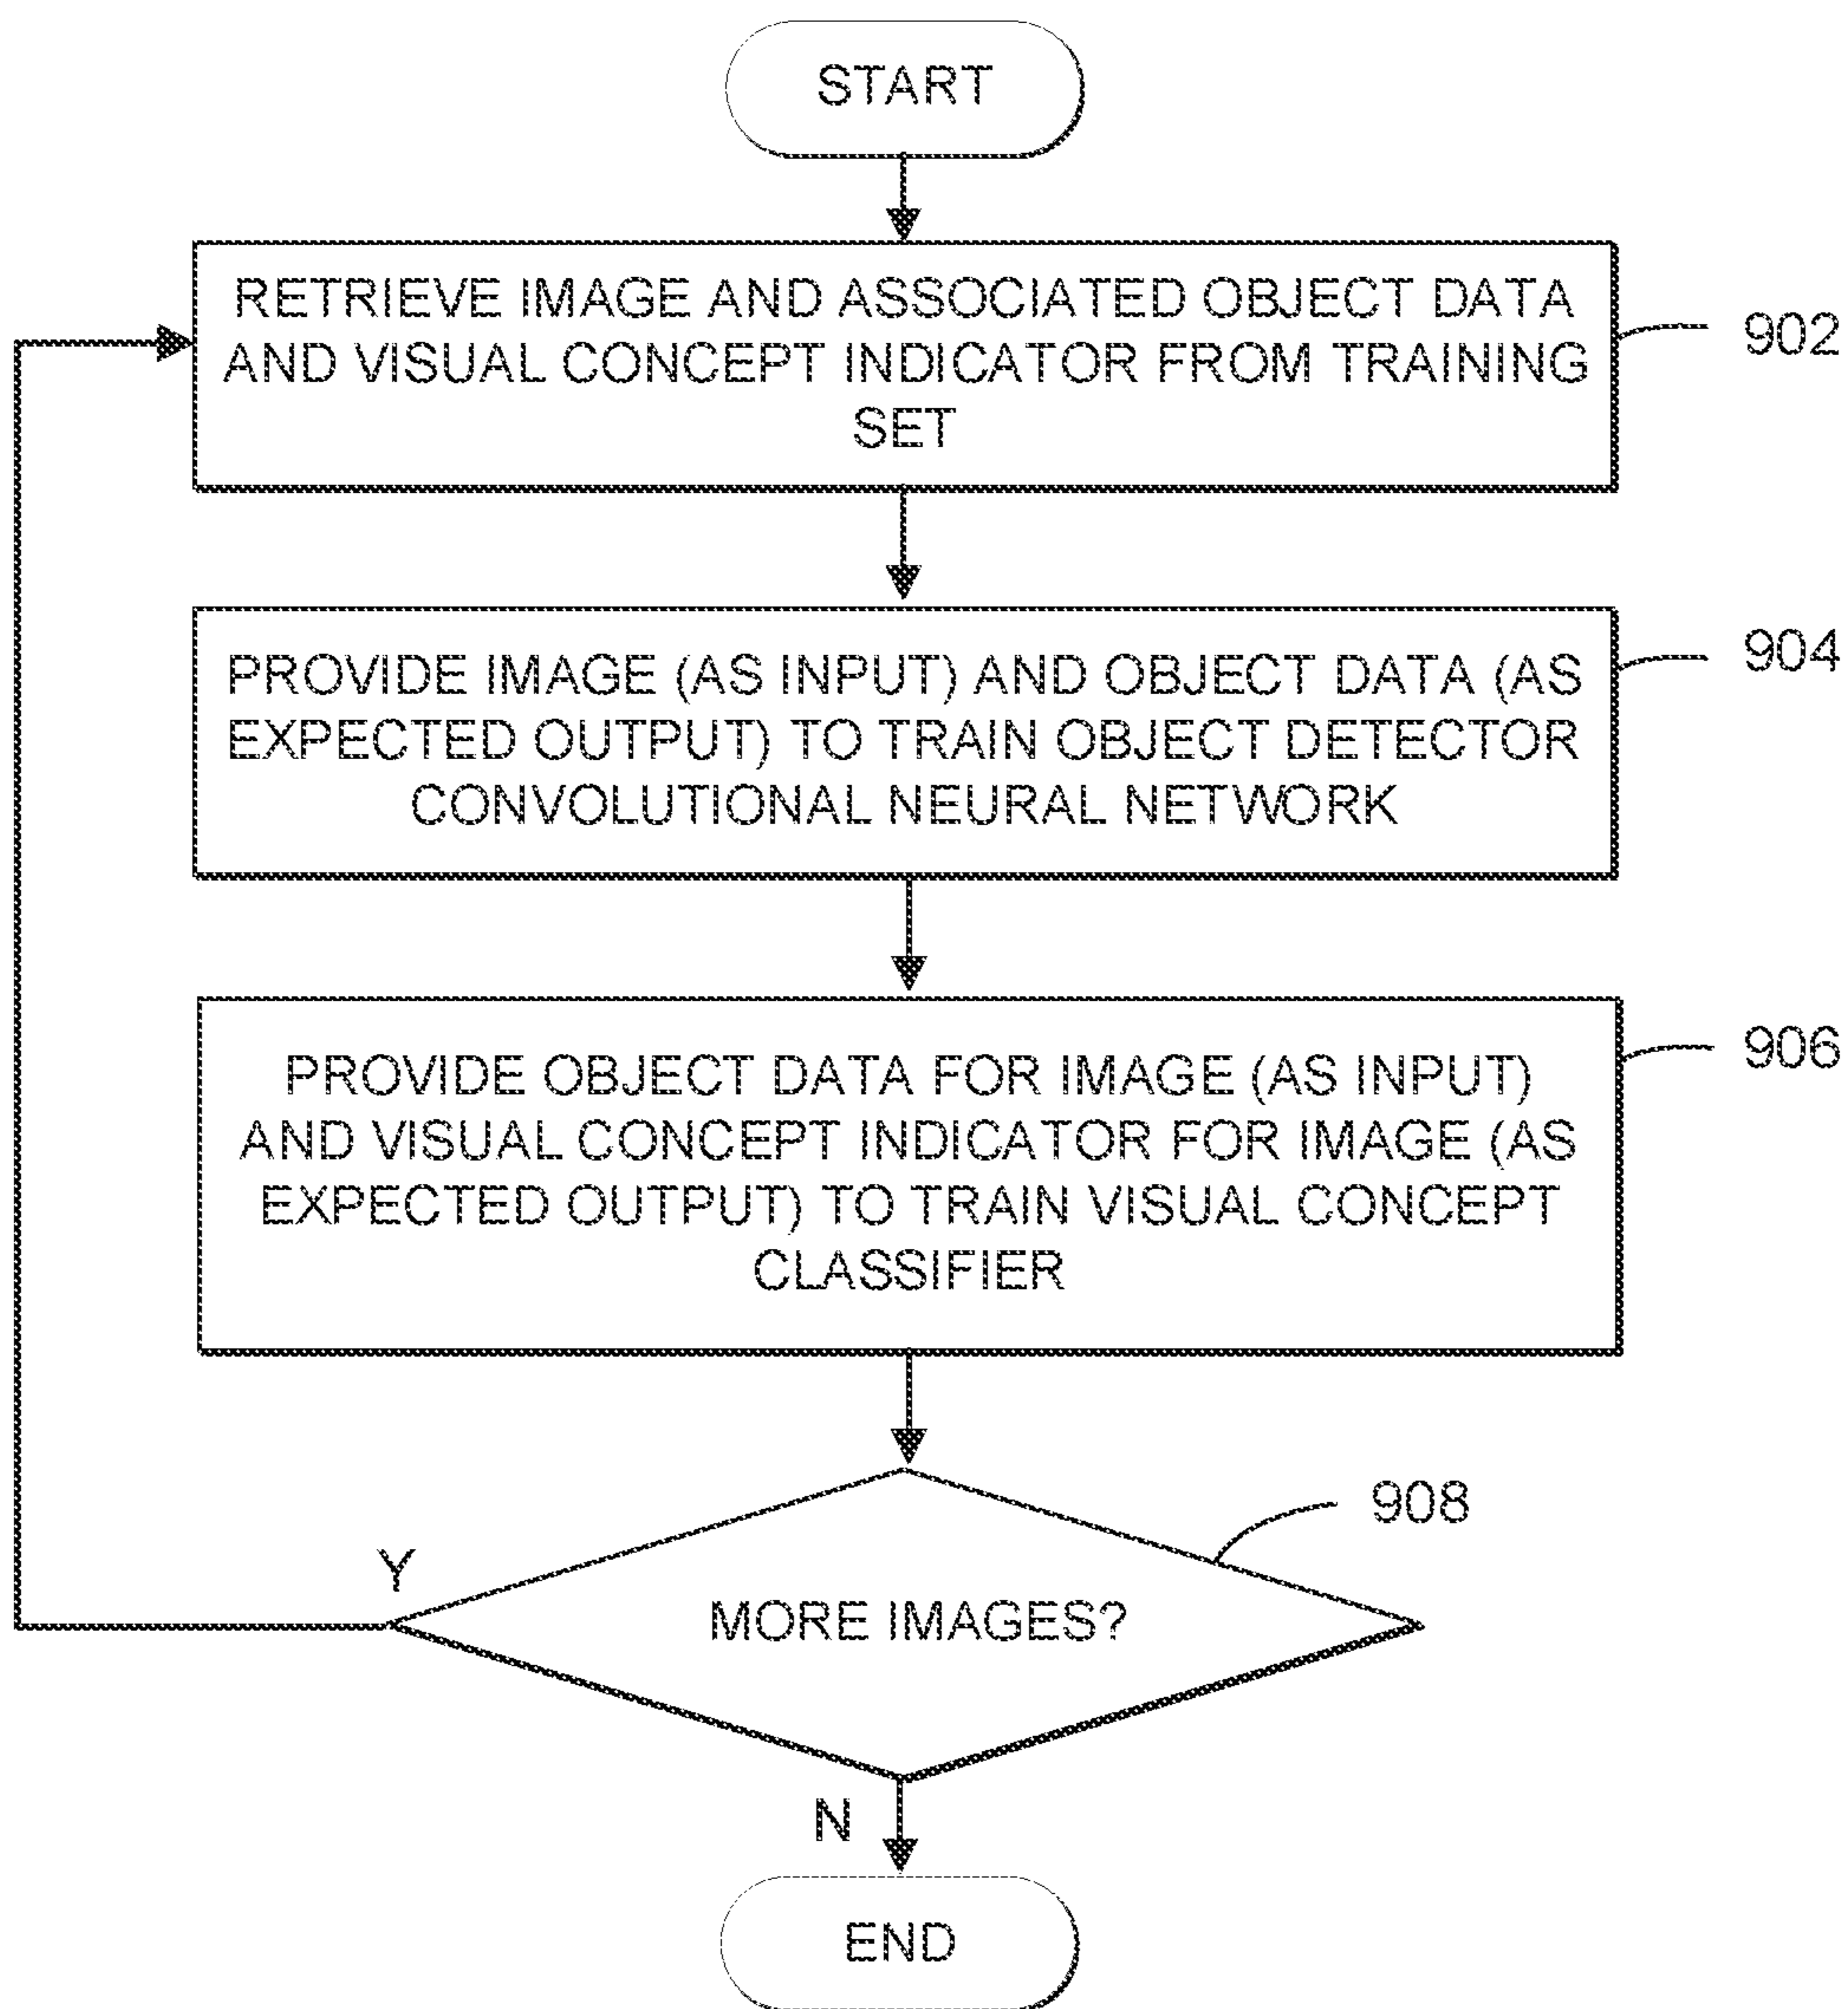 START
RETRIEVE IMAGE AND ASSOCIATED OBJECT DATA
AND VISUAL CONCEPT INDICATOR FROM TRAINING
SET
902
PROVIDE IMAGE (AS INPUT) AND OBJECT DATA (AS
EXPECTED OUTPUT) TO TRAIN OBJECT DETECTOR
CONVOLUTIONAL NEURAL NETWORK
904
PROVIDE OBJECT DATA FOR IMAGE (AS INPUT)
AND VISUAL CONCEPT INDICATOR FOR IMAGE (AS
EXPECTED OUTPUT) TO TRAIN VISUAL CONCEPT
CLASSIFIER
906
908
Y
MORE IMAGES?
N
END